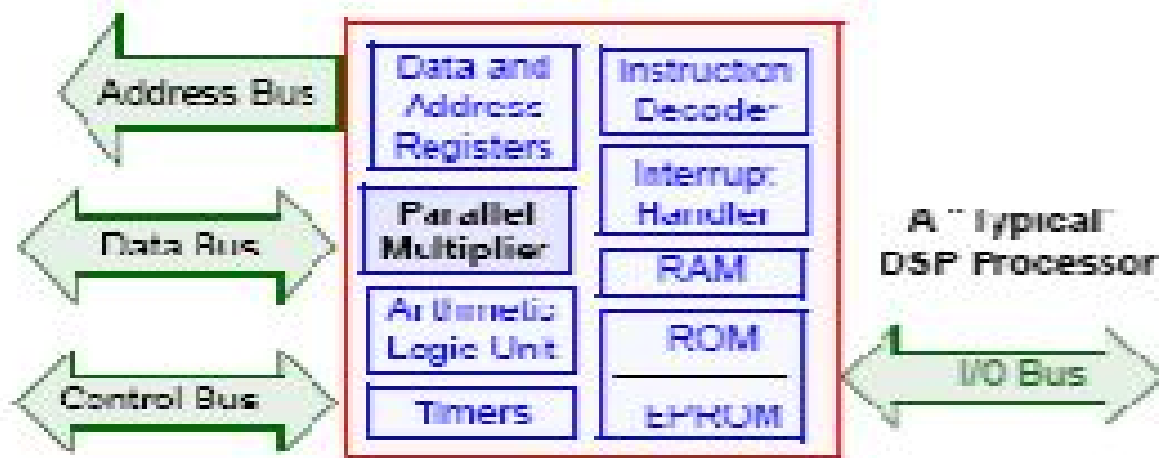 Address Bus
Data Bus
Control Bus
Data and
Address
Registers
Parallel
Multiplier
Arithmetic
Logic Unit
Timers
Instruction
Decoder
Interrupt
Handler
RAM
ROM
EPROM
A "Typical"
DSP Processor
I/O Bus